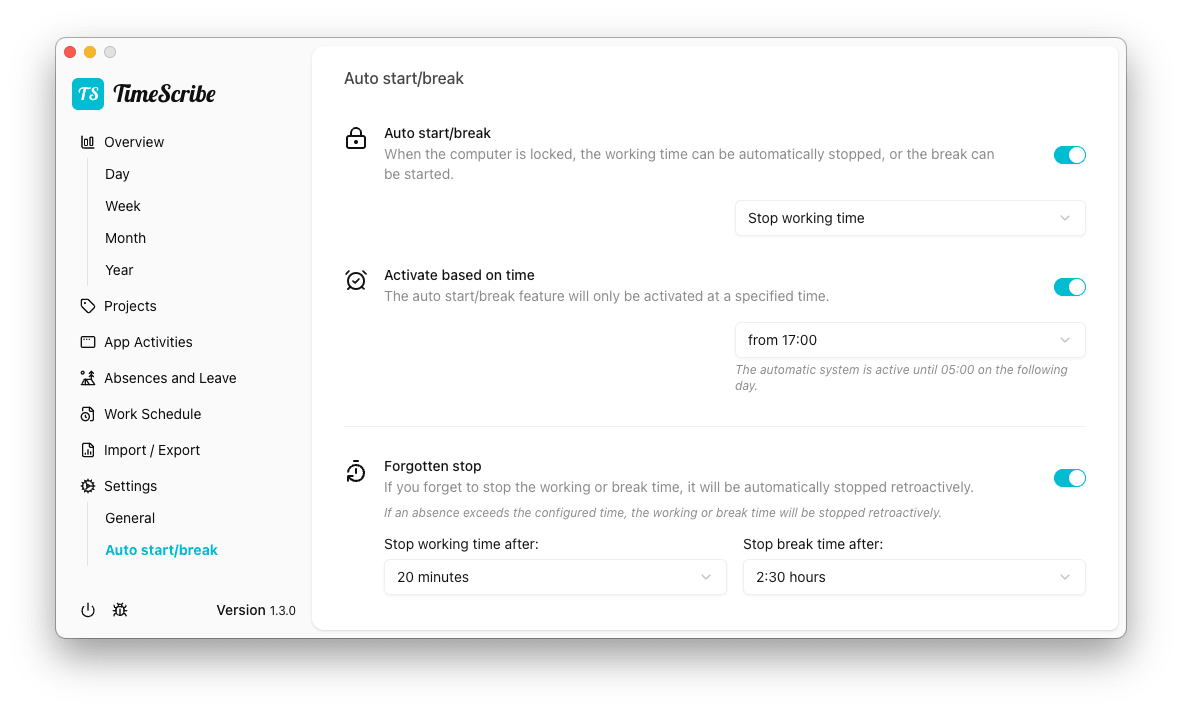 TS TimeScribe
Overview
Day
Week
Month
Year
Projects
App Activities
Absences and Leave
Work Schedule
Import / Export
Settings
General
Auto start/break
Version 1.3.0
Auto start/break
Auto start/break
When the computer is locked, the working time can be automatically stopped, or the break can
be started.
Stop working time
Activate based on time
The auto start/break feature will only be activated at a specified time.
from 17:00
The automatic system is active until 05:00 on the following
day.
Forgotten stop
If you forget to stop the working or break time, it will be automatically stopped retroactively.
If an absence exceeds the configured time, the working or break time will be stopped retroactively.
Stop working time after:
20 minutes
Stop break time after:
2:30 hours